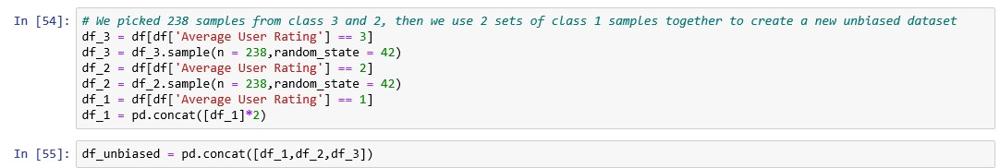 In [54]: # We picked 238 samples from class 3 and 2, then we use 2 sets of class 1 samples together to create a new unbiased dataset
df_3 = df[df['Average User Rating'] == 3]
df_3 = df_3.sample(n = 238,random_state = 42)
df_2 = df[df['Average User Rating'] == 2]
df_2 = df_2.sample(n = 238,random_state = 42)
df_1 = df[df['Average User Rating'] == 1]
df_1 = pd.concat([df_1]*2)
In [55]: df_unbiased = pd.concat([df_1,df_2,df_3])